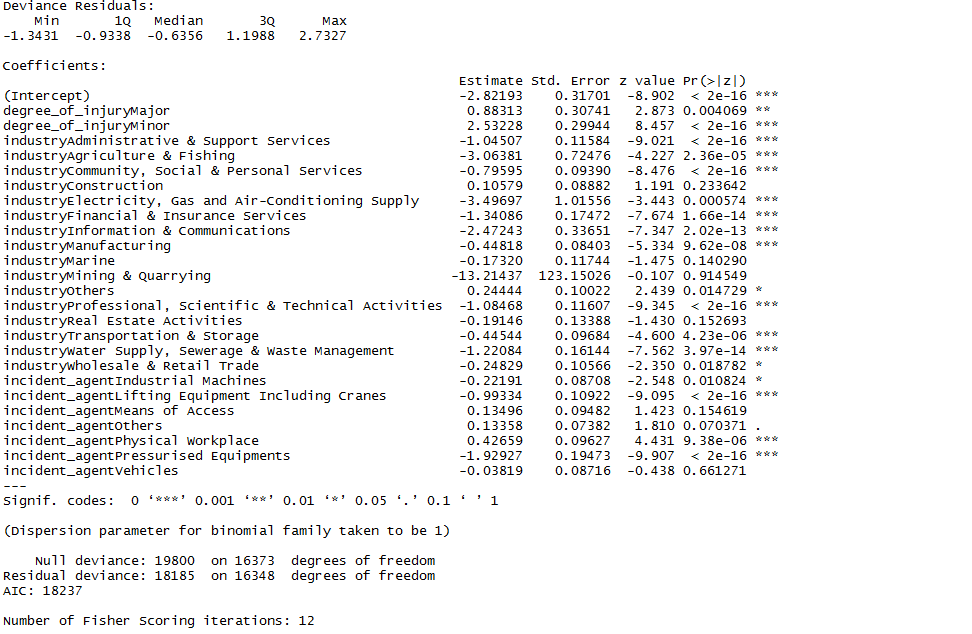 Deviance Residuals:
Min 1Q Median 3Q Max
-1.3431 -0.9338 -0.6356 1.1988 2.7327
Coefficients:
Estimate Std. Error z value Pr(>|z|)
(Intercept) -2.82193 0.31701 -8.902 < 2e-16 ***
degree_of_injuryMajor 0.88313 0.30741 2.873 0.004069 **
degree_of_injuryMinor 2.53228 0.29944 8.457 < 2e-16 ***
industryAdministrative & Support Services -1.04507 0.11584 -9.021 < 2e-16 ***
industryAgriculture & Fishing -3.06381 0.72476 -4.227 2.36e-05 ***
industryCommunity, Social & Personal Services -0.79595 0.09390 -8.476 < 2e-16 ***
industryConstruction 0.10579 0.08882 1.191 0.233642
industryElectricity, Gas and Air-Conditioning Supply -3.49697 1.01556 -3.443 0.000574 ***
industryFinancial & Insurance Services -1.34086 0.17472 -7.674 1.66e-14 ***
industryInformation & Communications -2.47243 0.33651 -7.347 2.02e-13 ***
industryManufacturing -0.44818 0.08403 -5.334 9.62e-08 ***
industryMarine -0.17320 0.11744 -1.475 0.140290
industryMining & Quarrying -13.21437 123.15026 -0.107 0.914549
industryOthers 0.24444 0.10022 2.439 0.014729 *
industryProfessional, Scientific & Technical Activities -1.08468 0.11607 -9.345 < 2e-16 ***
industryReal Estate Activities -0.19146 0.13388 -1.430 0.152693
industryTransportation & Storage -0.44544 0.09684 -4.600 4.23e-06 ***
industryWater Supply, Sewerage & Waste Management -1.22084 0.16144 -7.562 3.97e-14 ***
industryWholesale & Retail Trade -0.24829 0.10566 -2.350 0.018782 *
incident_agentIndustrial Machines -0.22191 0.08708 -2.548 0.010824 *
incident_agentLifting Equipment Including Cranes -0.99334 0.10922 -9.095 < 2e-16 ***
incident_agentMeans of Access 0.13496 0.09482 1.423 0.154619
incident_agentOthers 0.13358 0.07382 1.810 0.070371 .
incident_agentPhysical Workplace 0.42659 0.09627 4.431 9.38e-06 ***
incident_agentPressurised Equipments -1.92927 0.19473 -9.907 < 2e-16 ***
incident_agentVehicles -0.03819 0.08716 -0.438 0.661271
---
Signif. codes: 0 ‘***’ 0.001 ‘**’ 0.01 ‘*’ 0.05 ‘.’ 0.1 ‘ ’ 1
(Dispersion parameter for binomial family taken to be 1)
Null deviance: 19800 on 16373 degrees of freedom
Residual deviance: 18185 on 16348 degrees of freedom
AIC: 18237
Number of Fisher Scoring iterations: 12